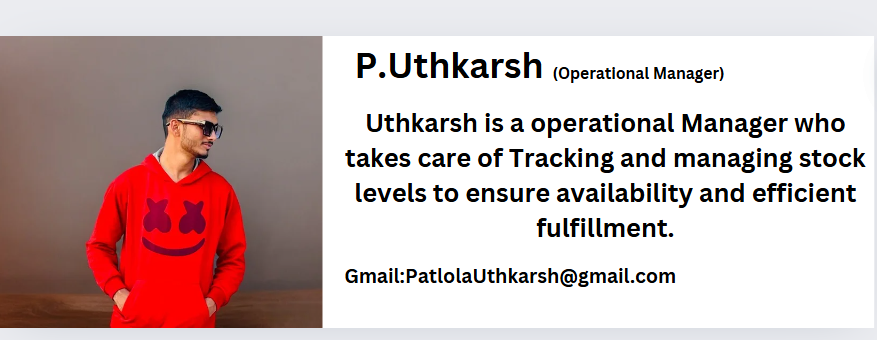 P.Uthkarsh (Operational Manager)
Uthkarsh is a operational Manager who
takes care of Tracking and managing stock
levels to ensure availability and efficient
fulfillment.
Gmail:PatlolaUthkarsh@gmail.com